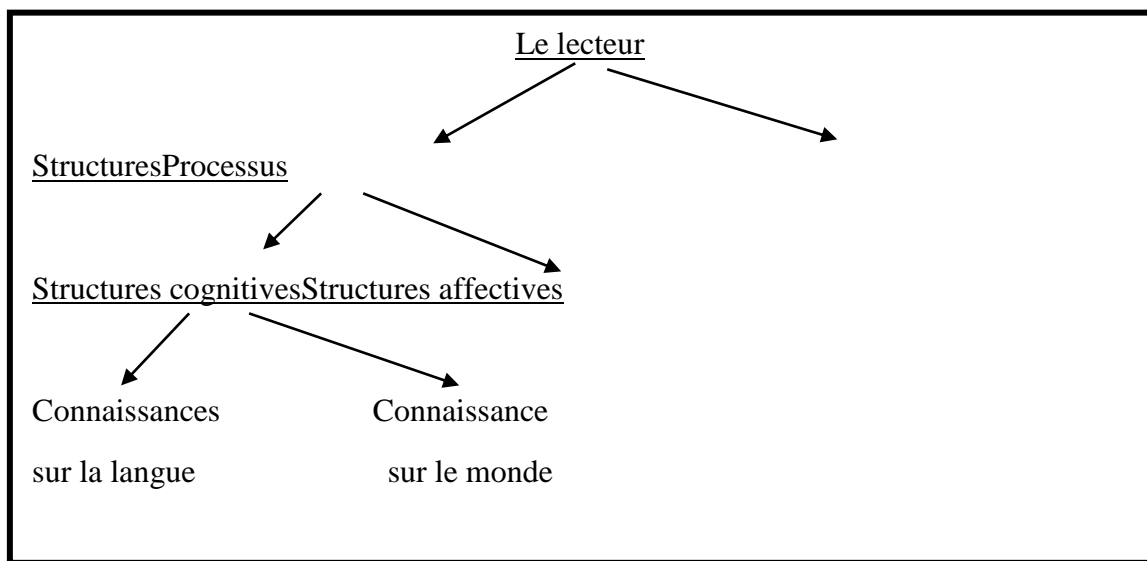 Le lecteur
StructuresProcessus
Structures cognitivesStructures affectives
Connaissances Connaissance
sur la langue sur le monde